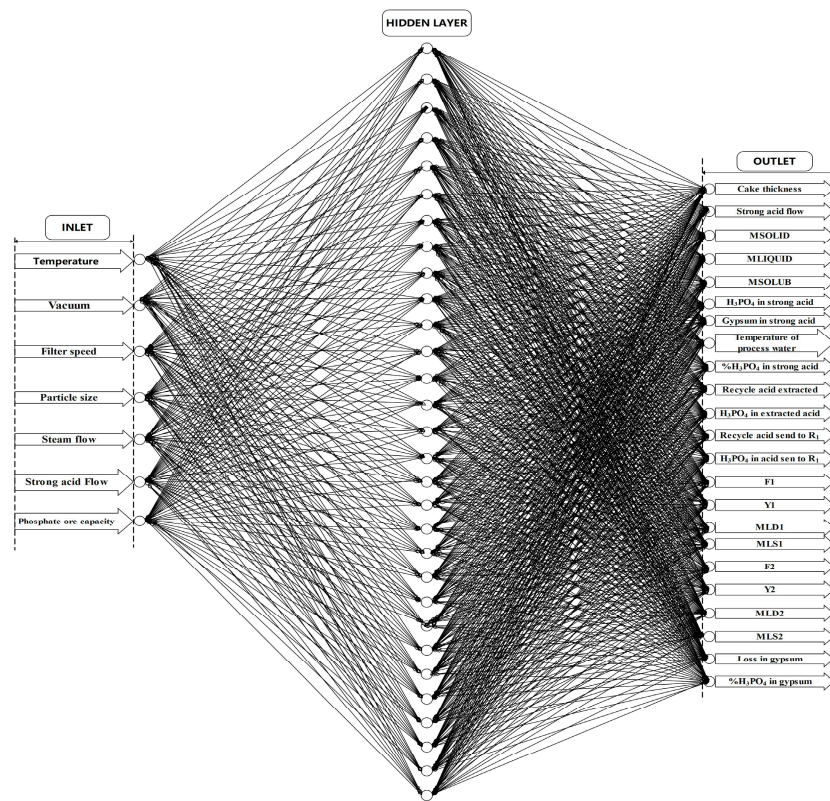 HIDDEN LAYER
INLET
Temperature
Vacuum
Filter speed
Particle size
Steam flow
Strong acid Flow
Phosphate ore capacity
OUTLET
Cake thickness
Strong acid flow
MSOLID
MLIQUID
MSOLUB
H₃PO₄ in strong acid
Gypsum in strong acid
Temperature of
process water
%H₃PO₄ in strong acid
Recycle acid extracted
H₃PO₄ in extracted acid
Recycle acid send to R₁
H₃PO₄ in acid sen to R₁
F1
Y1
MLD1
MLS1
F2
Y2
MLD2
MLS2
Loss in gypsum
%H₃PO₄ in gypsum